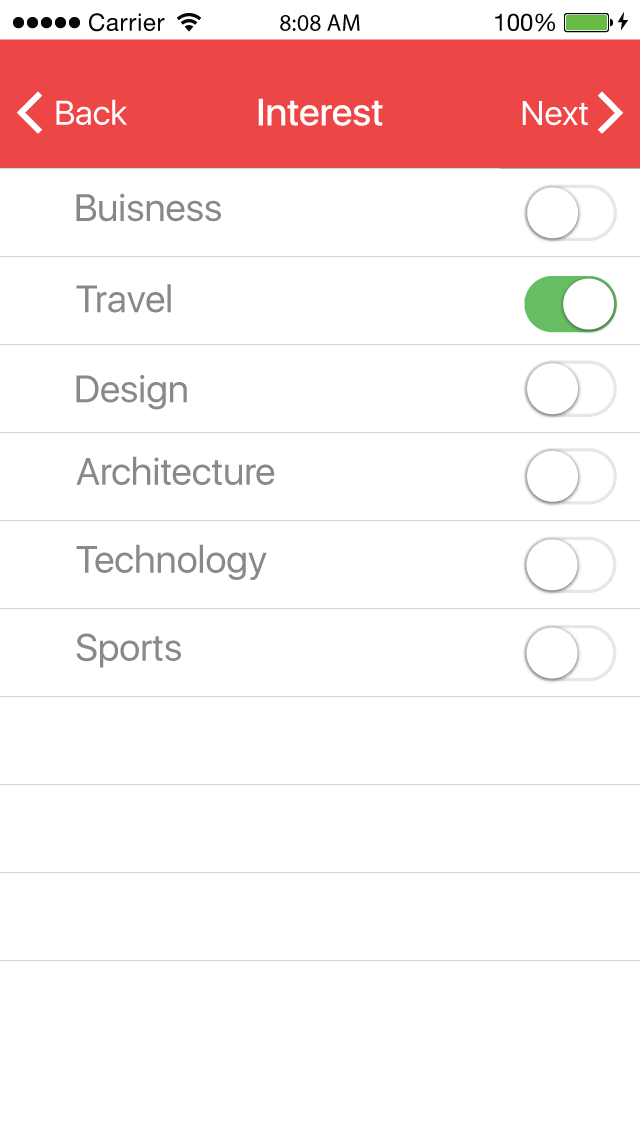 Carrier 8:08 AM 100%
Back Interest Next
Buisness
Travel
Design
Architecture
Technology
Sports